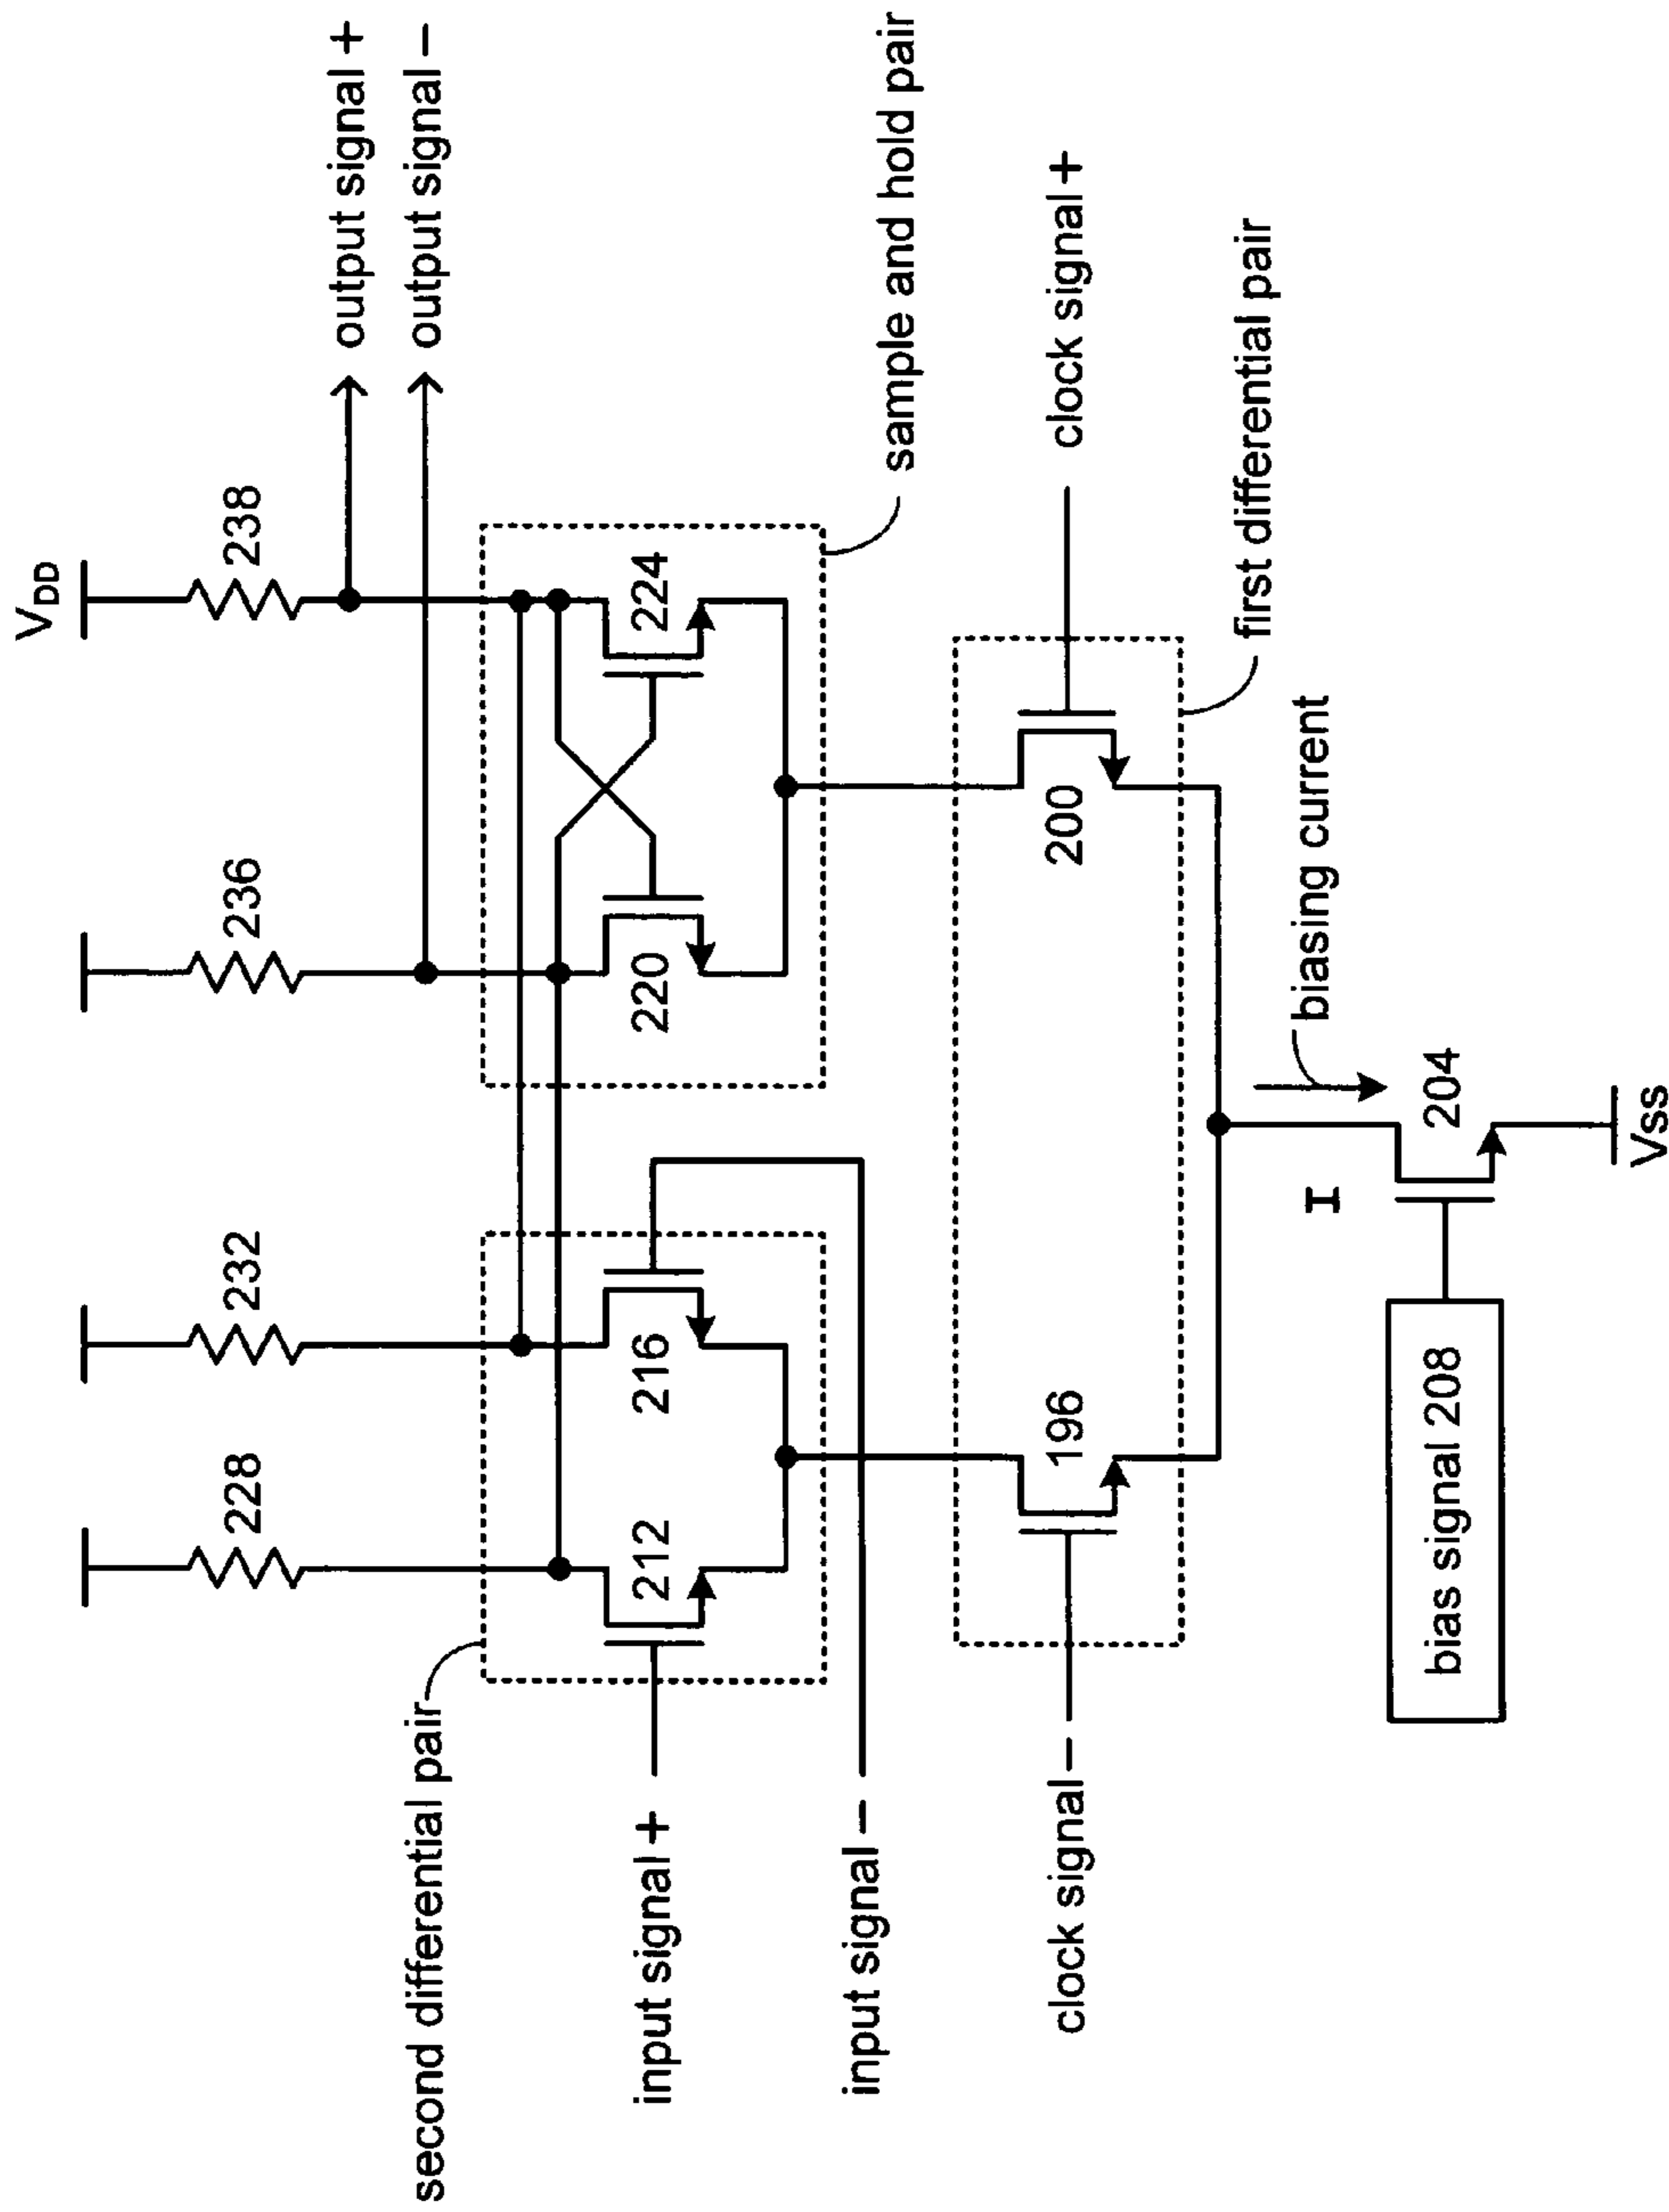 V_DD
228
232
236
238
output signal +
output signal −
second differential pair
212
216
220
224
sample and hold pair
input signal +
input signal −
clock signal −
196
200
clock signal +
first differential pair
I
biasing current
bias signal 208
204
Vss